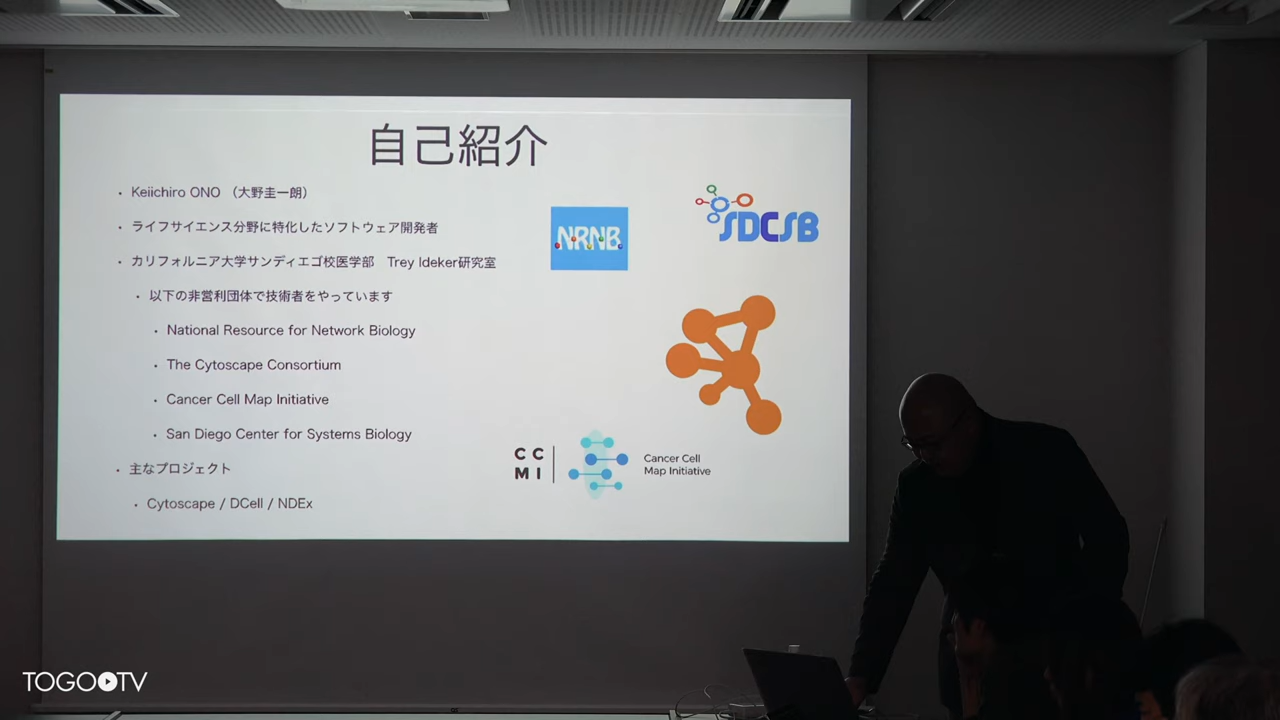 自己紹介
・ Keiichiro ONO （大野圭一朗）
・ ライフサイエンス分野に特化したソフトウェア開発者
・ カリフォルニア大学サンディエゴ校医学部　Trey Ideker研究室
・ 以下の非営利団体で技術者をやっています
・ National Resource for Network Biology
・ The Cytoscape Consortium
・ Cancer Cell Map Initiative
・ San Diego Center for Systems Biology
・ 主なプロジェクト
・ Cytoscape / DCell / NDEx
NRNB
SDCSB
CC
MI
Cancer Cell
Map Initiative
TOGOTV